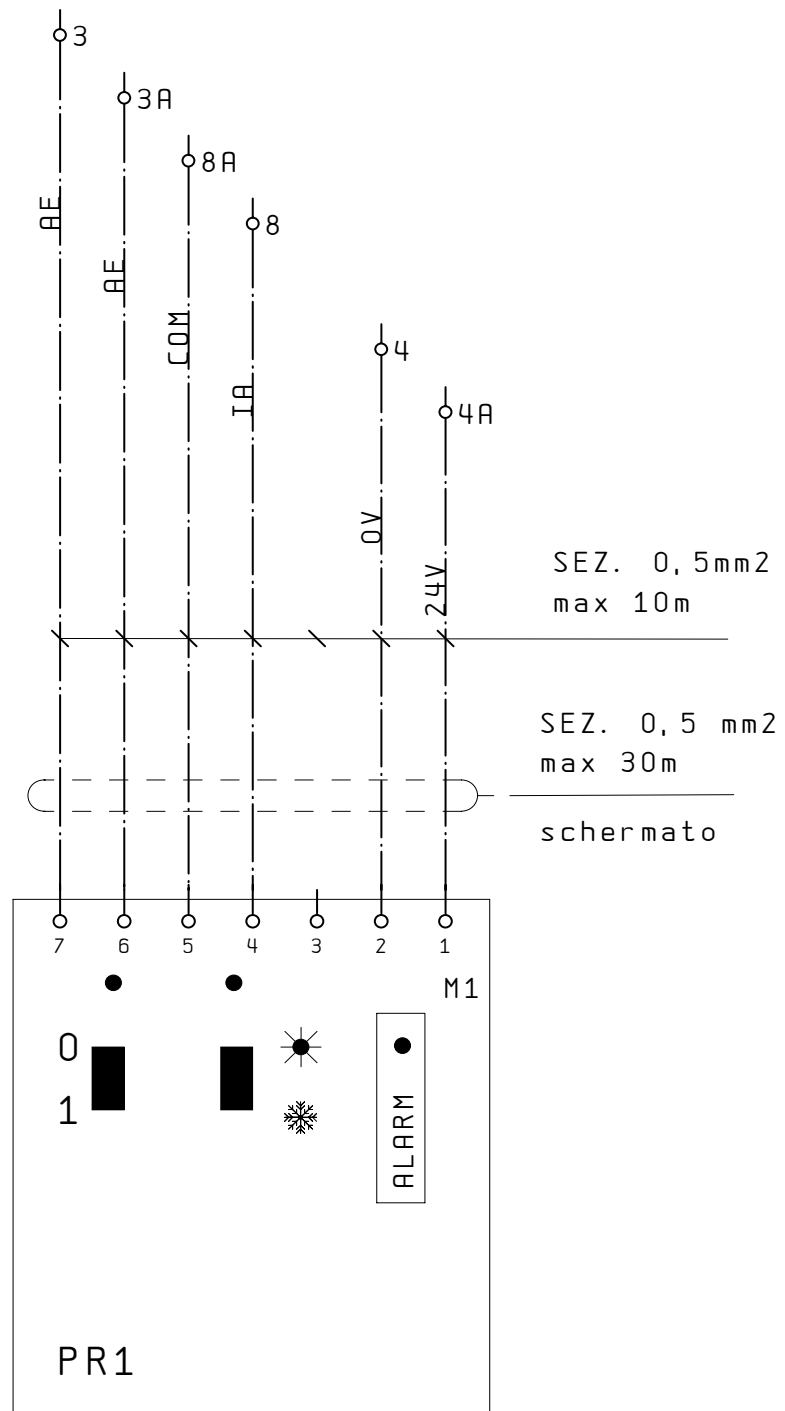 3
3A
8A
8
4
4A
AE
AE
COM
IA
0V
24V
SEZ. 0,5mm2
max 10m
SEZ. 0,5 mm2
max 30m
schermato
7 6 5 4 3 2 1
M1
0
1
ALARM
PR1